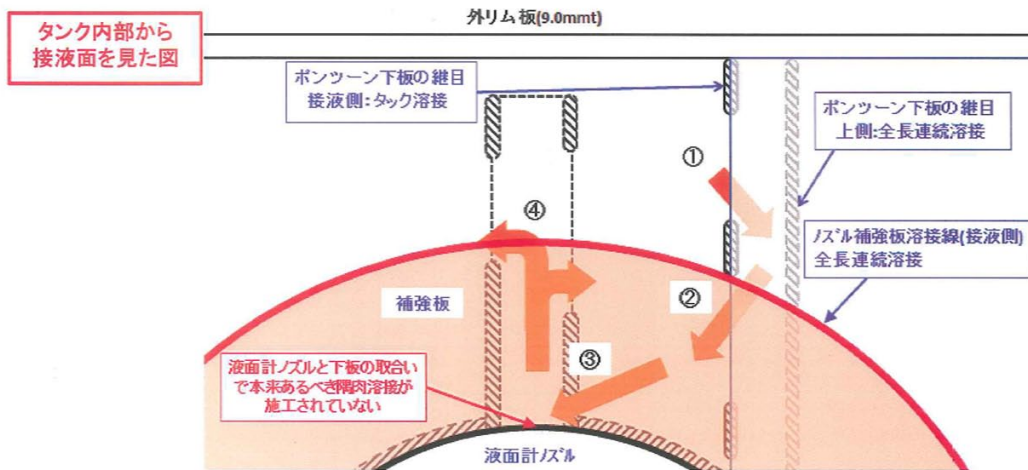 外リム板(9.0mmt)
タンク内部から
接液面を見た図
ポンツーン下板の継目
接液側:タック溶接
ポンツーン下板の継目
上側:全長連続溶接
①
④
ノズル補強板溶接線(接液側)
全長連続溶接
②
補強板
③
液面計ノズルと下板の取合い
で本来あるべき隅肉溶接が
施工されていない
液面計ノズル